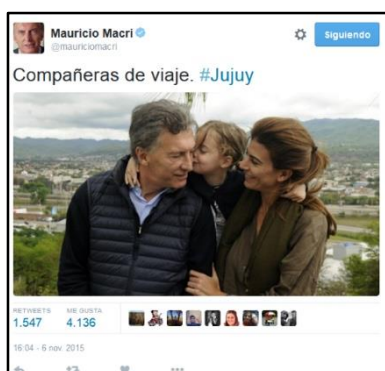 Mauricio Macri
@mauriciomacri
Siguiendo
Compañeras de viaje. #Jujuy
RETWEETS
1.547
ME GUSTA
4.136
16:04 - 6 nov. 2015